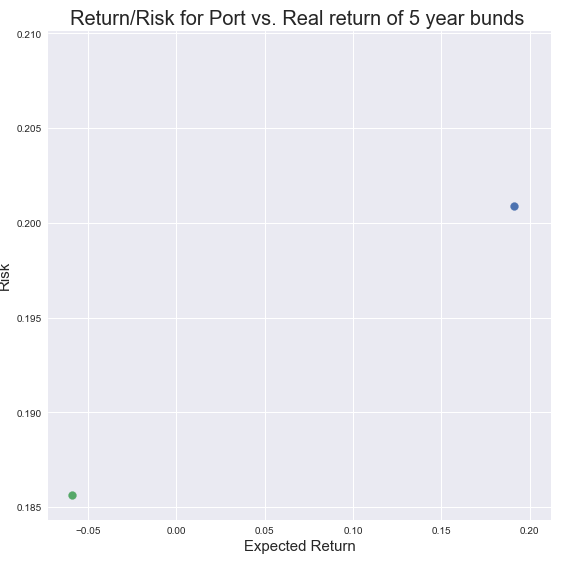 Return/Risk for Port vs. Real return of 5 year bunds
0.210
0.205
0.200
0.195
0.190
0.185
Risk
−0.05 0.00 0.05 0.10 0.15 0.20
Expected Return